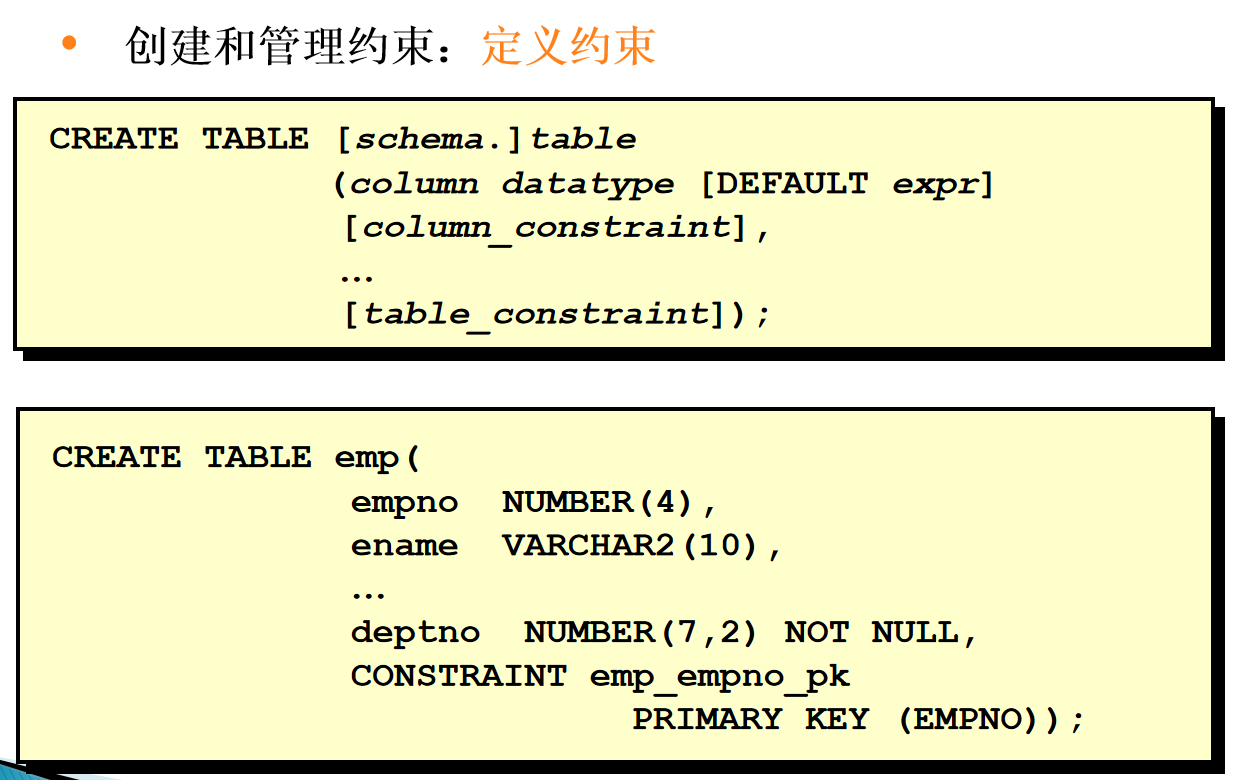 • 创建和管理约束：定义约束
CREATE TABLE [schema.]table
(column datatype [DEFAULT expr]
[column_constraint],
…
[table_constraint]);
CREATE TABLE emp(
empno NUMBER(4),
ename VARCHAR2(10),
…
deptno NUMBER(7,2) NOT NULL,
CONSTRAINT emp_empno_pk
PRIMARY KEY (EMPNO));